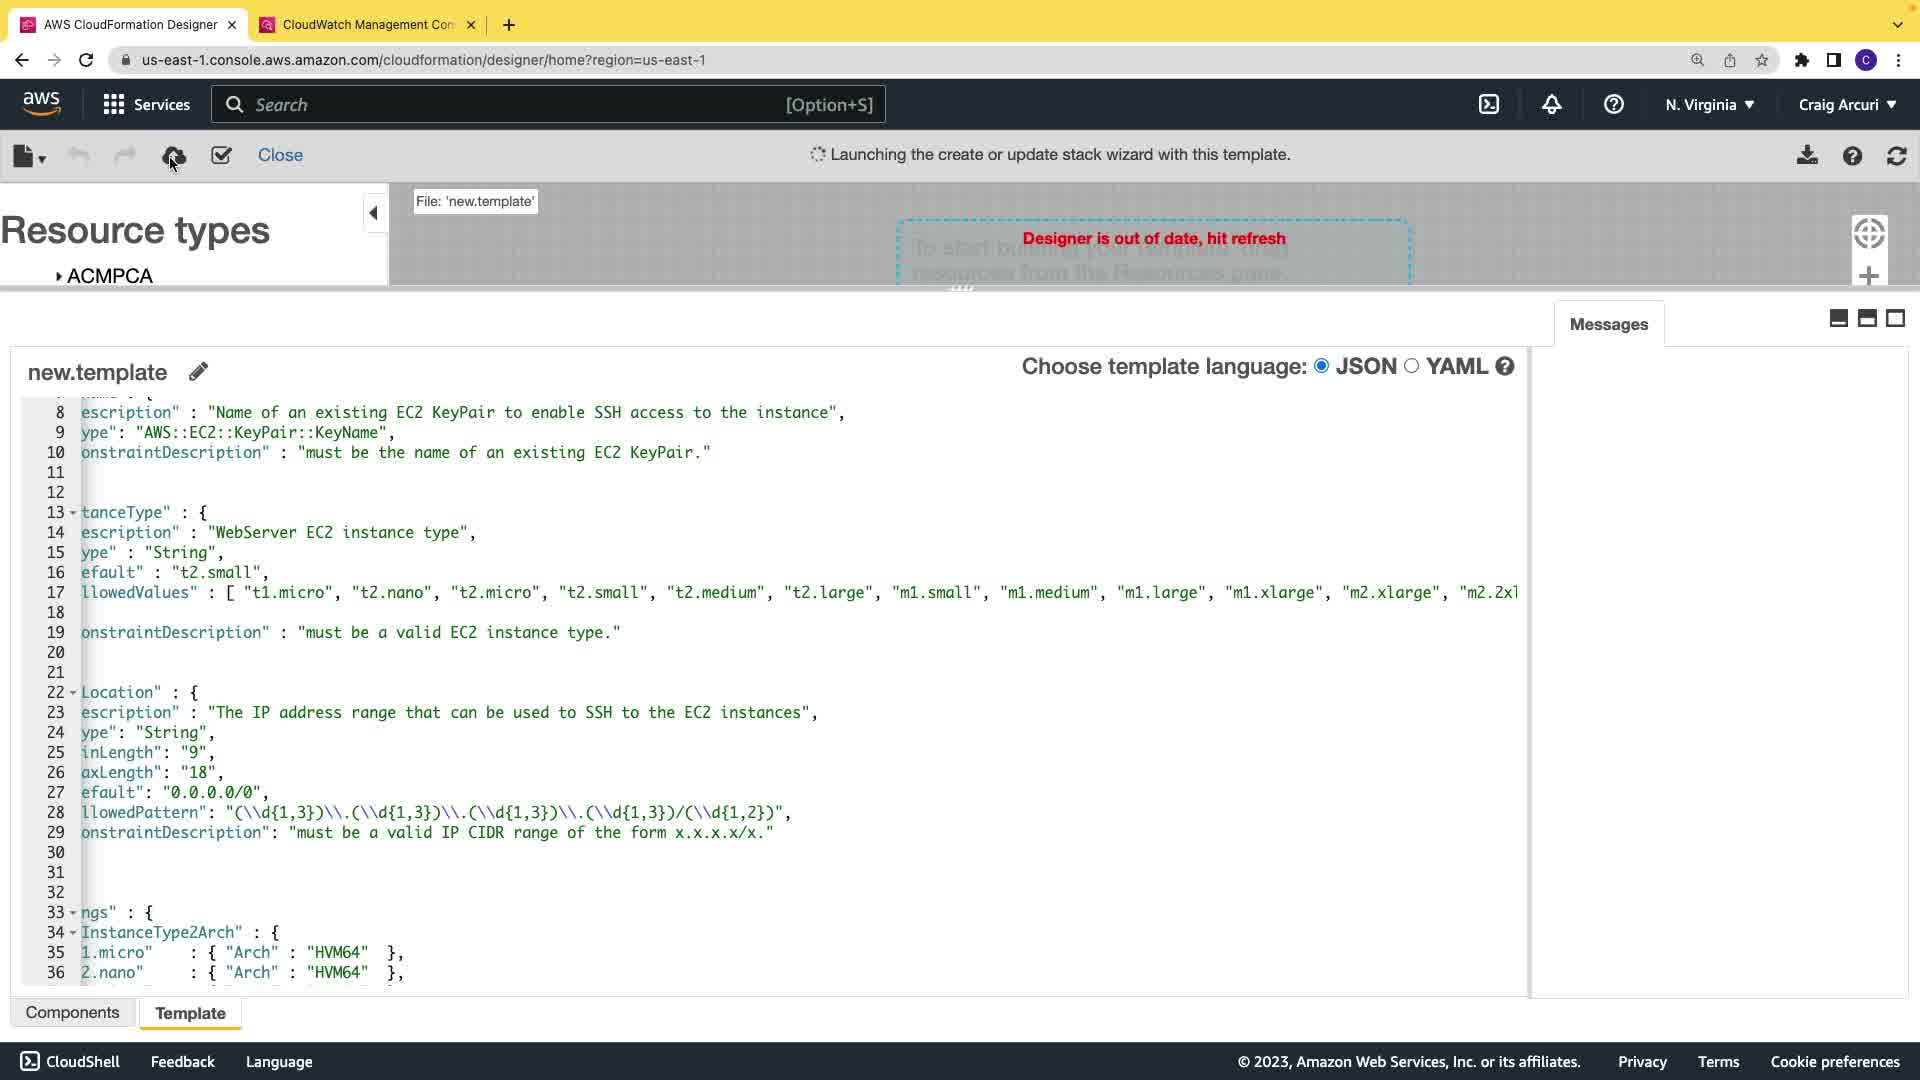 AWS CloudFormation Designer
CloudWatch Management Con
us-east-1.console.aws.amazon.com/cloudformation/designer/home?region=us-east-1
C
aws
Services
Search
[Option+S]
N. Virginia
Craig Arcuri
Close
Launching the create or update stack wizard with this template.
File: 'new.template'
Resource types
ACMPCA
Designer is out of date, hit refresh
To start building your template, drag
resources from the Resources pane.
Messages
new.template
Choose template language: JSON YAML
8 escription" : "Name of an existing EC2 KeyPair to enable SSH access to the instance",
9 ype": "AWS::EC2::KeyPair::KeyName",
10 onstraintDescription" : "must be the name of an existing EC2 KeyPair."
11
12
13 tanceType" : {
14 escription" : "WebServer EC2 instance type",
15 ype" : "String",
16 efault" : "t2.small",
17 llowedValues" : [ "t1.micro", "t2.nano", "t2.micro", "t2.small", "t2.medium", "t2.large", "m1.small", "m1.medium", "m1.large", "m1.xlarge", "m2.xlarge", "m2.2xl
18
19 onstraintDescription" : "must be a valid EC2 instance type."
20
21
22 Location" : {
23 escription" : "The IP address range that can be used to SSH to the EC2 instances",
24 ype": "String",
25 inLength": "9",
26 axLength": "18",
27 efault": "0.0.0.0/0",
28 llowedPattern": "(\\d{1,3})\\.(\\d{1,3})\\.(\\d{1,3})\\.(\\d{1,3})/(\\d{1,2})",
29 onstraintDescription": "must be a valid IP CIDR range of the form x.x.x.x/x."
30
31
32
33 ngs" : {
34 InstanceType2Arch" : {
35 1.micro" : { "Arch" : "HVM64" },
36 2.nano" : { "Arch" : "HVM64" },
Components
Template
CloudShell
Feedback
Language
© 2023, Amazon Web Services, Inc. or its affiliates.
Privacy
Terms
Cookie preferences